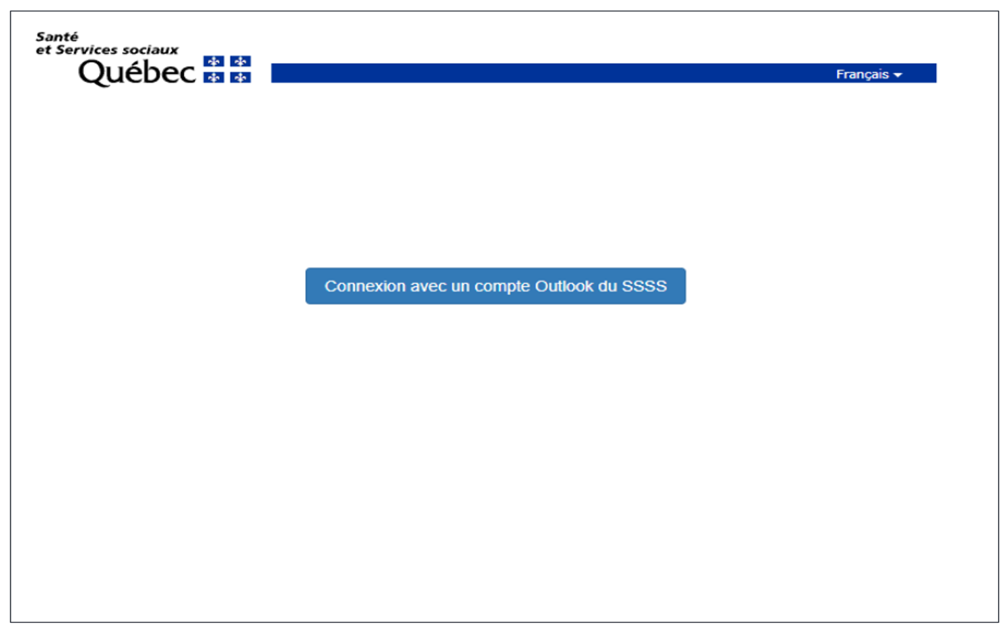 Santé
et Services sociaux
Québec
Français
Connexion avec un compte Outlook du SSSS